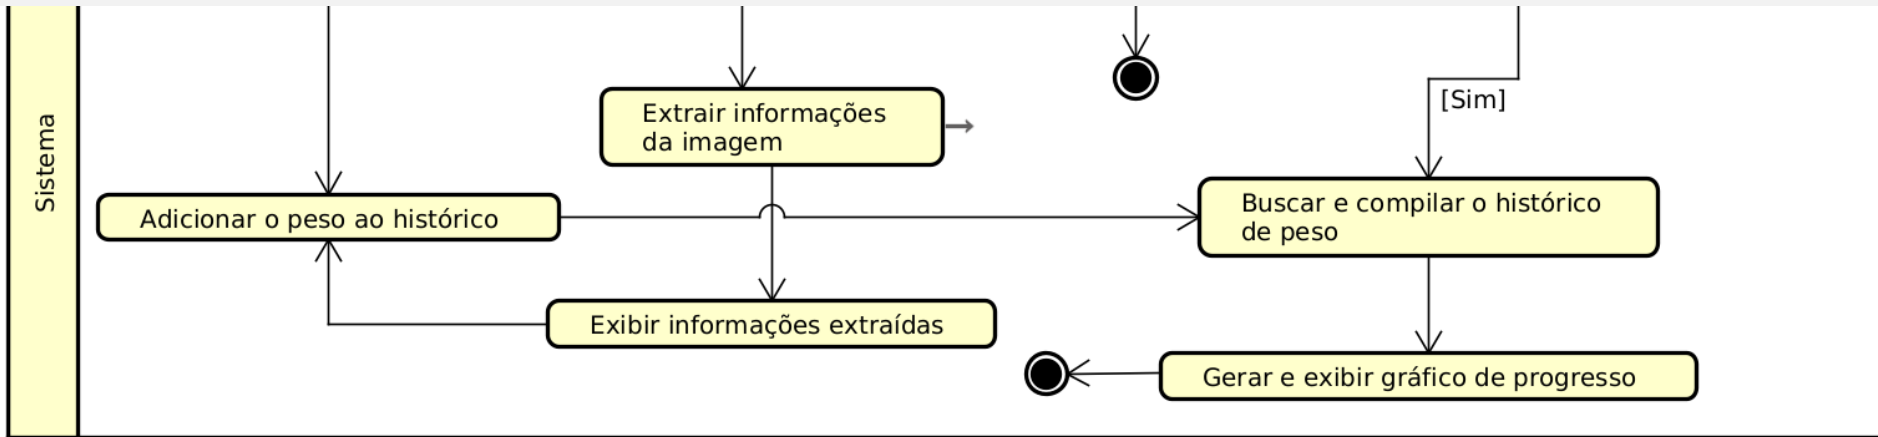 Sistema
Extrair informações
da imagem
[Sim]
Adicionar o peso ao histórico
Buscar e compilar o histórico
de peso
Exibir informações extraídas
Gerar e exibir gráfico de progresso